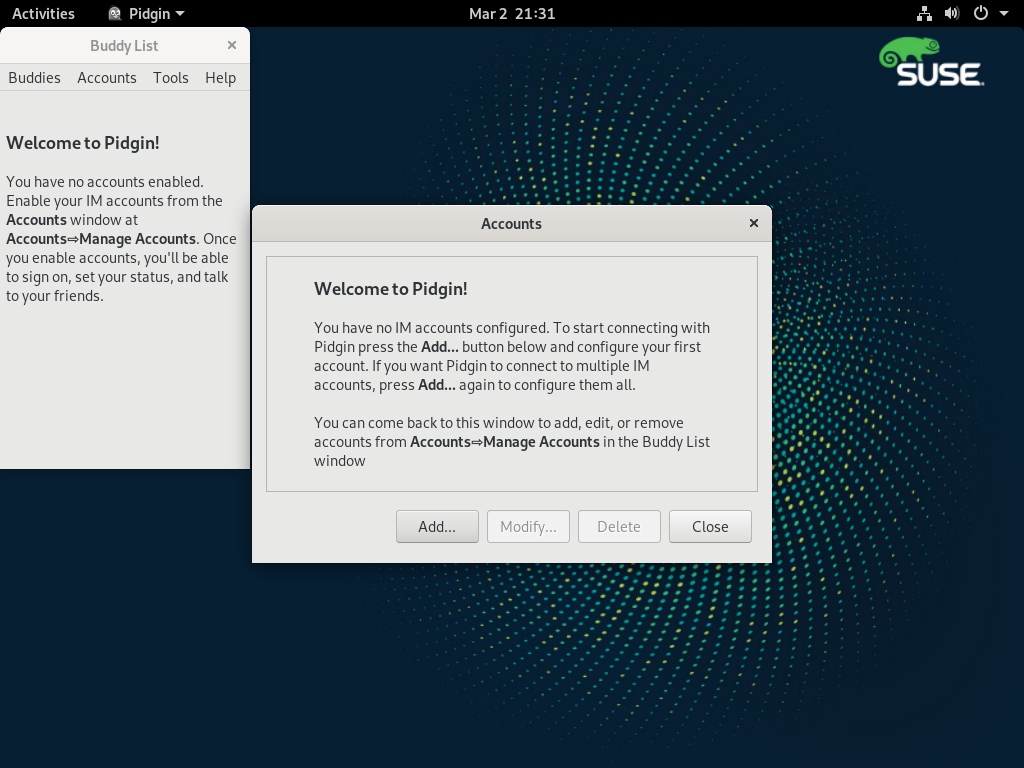 Activities Pidgin Mar 2 21:31
Buddy List
Buddies Accounts Tools Help
Welcome to Pidgin!
You have no accounts enabled.
Enable your IM accounts from the
Accounts window at
Accounts⇨Manage Accounts. Once
you enable accounts, you'll be able
to sign on, set your status, and talk
to your friends.
SUSE
Accounts
Welcome to Pidgin!
You have no IM accounts configured. To start connecting with
Pidgin press the Add... button below and configure your first
account. If you want Pidgin to connect to multiple IM
accounts, press Add... again to configure them all.
You can come back to this window to add, edit, or remove
accounts from Accounts⇨Manage Accounts in the Buddy List
window
Add... Modify... Delete Close